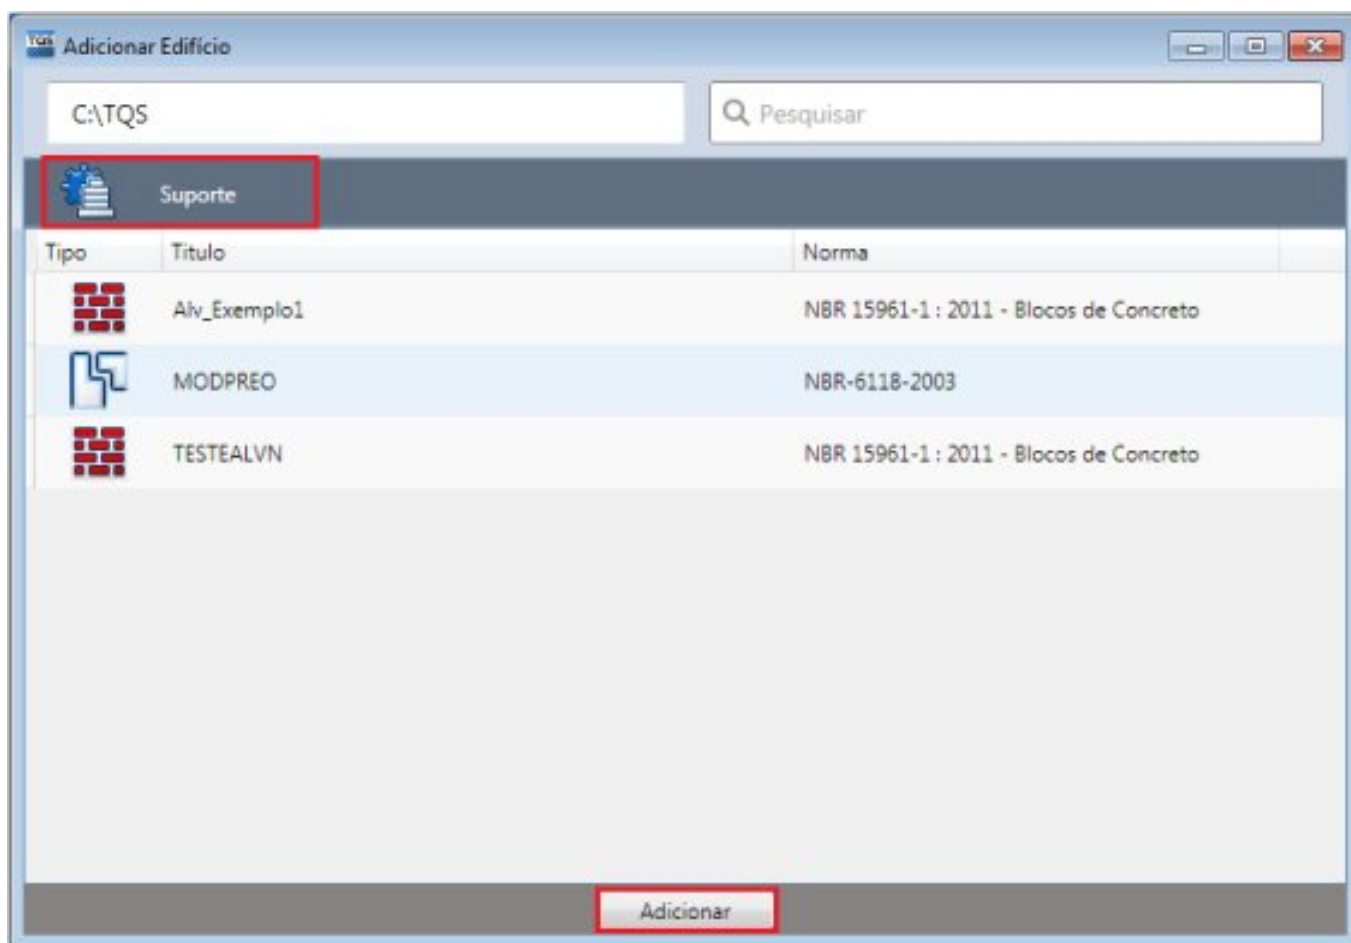 TQS Adicionar Edifício
C:\TQS Pesquisar
Suporte
Tipo Titulo Norma
Alv_Exemplo1 NBR 15961-1 : 2011 - Blocos de Concreto
MODPREO NBR-6118-2003
TESTEALVN NBR 15961-1 : 2011 - Blocos de Concreto
Adicionar